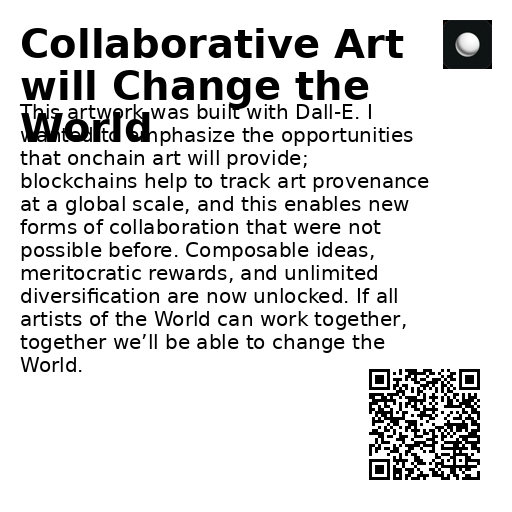 Collaborative Art
will Change the
World
This artwork was built with Dall-E. I
wanted to emphasize the opportunities
that onchain art will provide;
blockchains help to track art provenance
at a global scale, and this enables new
forms of collaboration that were not
possible before. Composable ideas,
meritocratic rewards, and unlimited
diversification are now unlocked. If all
artists of the World can work together,
together we’ll be able to change the
World.